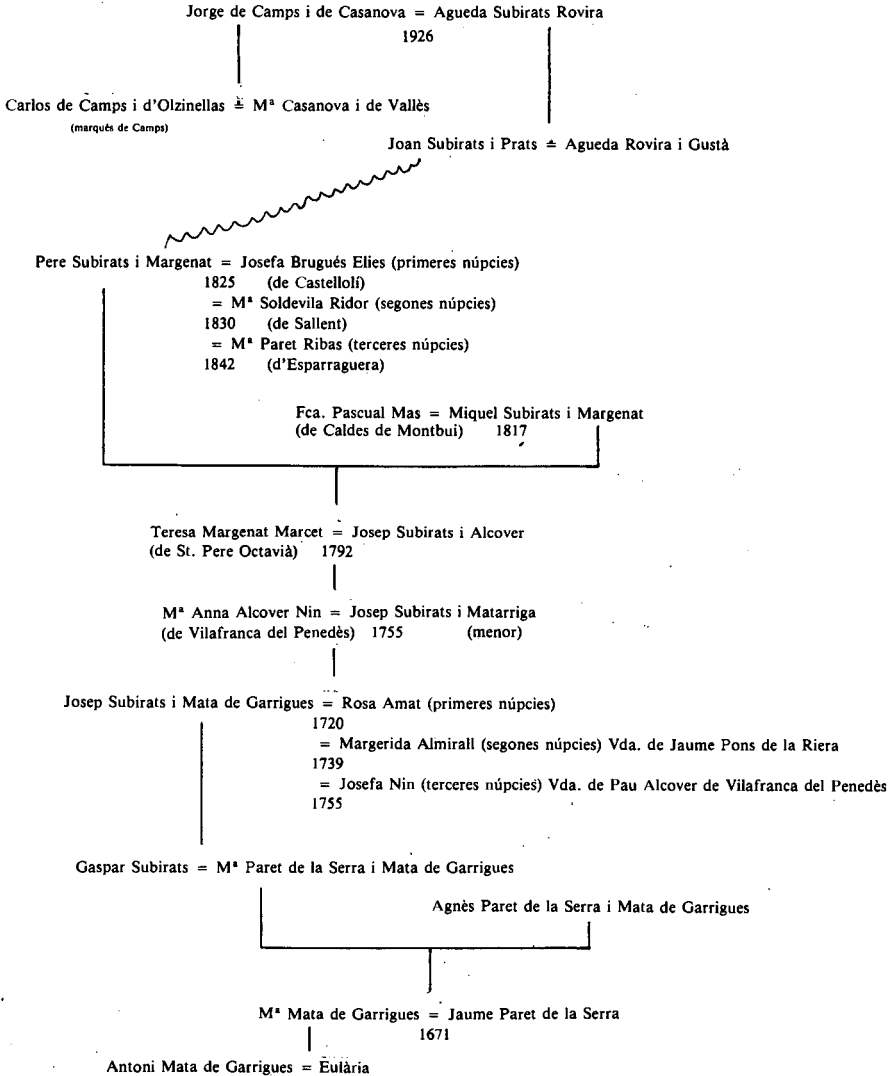 Jorge de Camps i de Casanova = Agueda Subirats Rovira
1926
Carlos de Camps i d'Olzinellas = Mª Casanova i de Vallès
(marqués de Camps)
Joan Subirats i Prats = Agueda Rovira i Gustà
Pere Subirats i Margenat = Josefa Brugués Elies (primeres núpcies)
1825 (de Castellolí)
= Mª Soldevila Ridor (segones núpcies)
1830 (de Sallent)
= Mª Paret Ribas (terceres núpcies)
1842 (d'Esparraguera)
Fca. Pascual Mas = Miquel Subirats i Margenat
(de Caldes de Montbui) 1817
Teresa Margenat Marcet = Josep Subirats i Alcover
(de St. Pere Octavià) 1792
Mª Anna Alcover Nin = Josep Subirats i Matarriga
(de Vilafranca del Penedès) 1755 (menor)
Josep Subirats i Mata de Garrigues = Rosa Amat (primeres núpcies)
1720
= Margerida Almirall (segones núpcies) Vda. de Jaume Pons de la Riera
1739
= Josefa Nin (terceres núpcies) Vda. de Pau Alcover de Vilafranca del Penedès
1755
Gaspar Subirats = Mª Paret de la Serra i Mata de Garrigues
Agnès Paret de la Serra i Mata de Garrigues
Mª Mata de Garrigues = Jaume Paret de la Serra
1671
Antoni Mata de Garrigues = Eulària